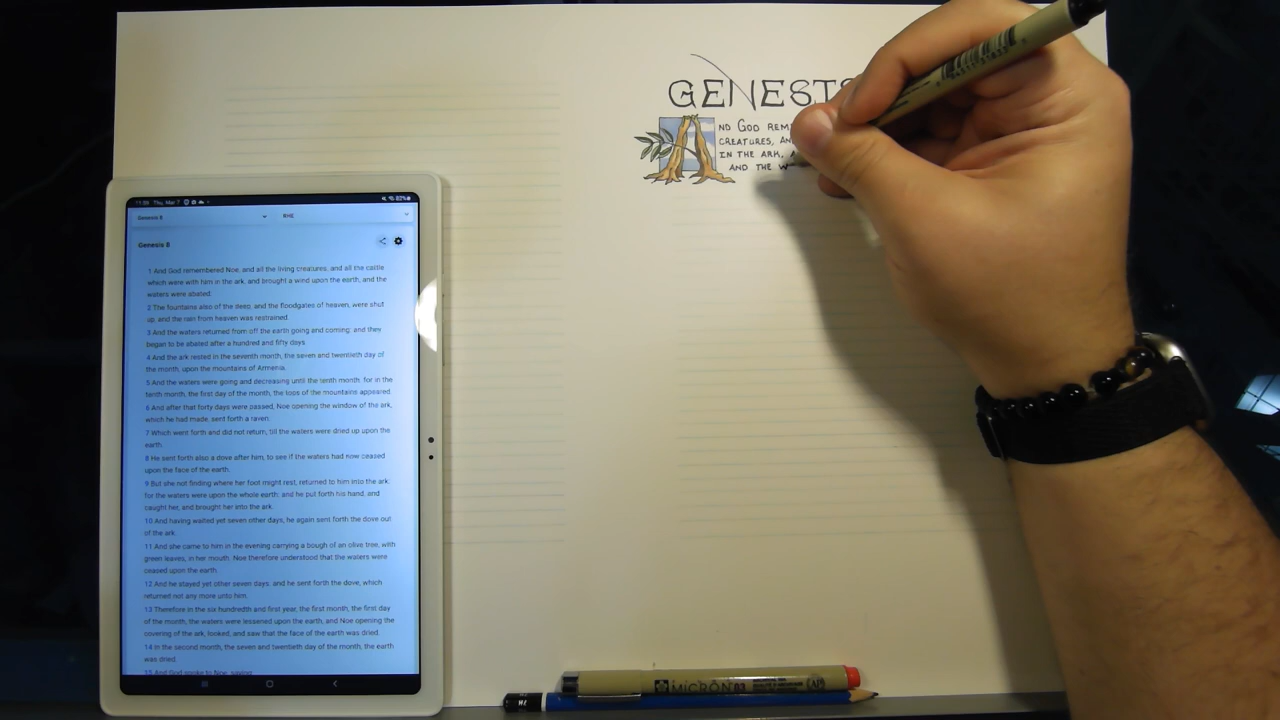 11:59 Thu, Mar 7
Genesis 8
RHE
Genesis 8
1 And God remembered Noe, and all the living creatures, and all the cattle
which were with him in the ark, and brought a wind upon the earth, and the
waters were abated:
2 The fountains also of the deep, and the floodgates of heaven, were shut
up, and the rain from heaven was restrained.
3 And the waters returned from off the earth going and coming: and they
began to be abated after a hundred and fifty days.
4 And the ark rested in the seventh month, the seven and twentieth day of
the month, upon the mountains of Armenia.
5 And the waters were going and decreasing until the tenth month: for in the
tenth month, the first day of the month, the tops of the mountains appeared.
6 And after that forty days were passed, Noe opening the window of the ark,
which he had made, sent forth a raven:
7 Which went forth and did not return, till the waters were dried up upon the
earth.
8 He sent forth also a dove after him, to see if the waters had now ceased
upon the face of the earth.
9 But she not finding where her foot might rest, returned to him into the ark:
for the waters were upon the whole earth: and he put forth his hand, and
caught her, and brought her into the ark.
10 And having waited yet seven other days, he again sent forth the dove out
of the ark.
11 And she came to him in the evening carrying a bough of an olive tree, with
green leaves, in her mouth. Noe therefore understood that the waters were
ceased upon the earth.
12 And he stayed yet other seven days: and he sent forth the dove, which
returned not any more unto him.
13 Therefore in the six hundredth and first year, the first month, the first day
of the month, the waters were lessened upon the earth, and Noe opening the
covering of the ark, looked, and saw that the face of the earth was dried.
14 In the second month, the seven and twentieth day of the month, the earth
was dried.
15 And God spoke to Noe, saying:
GENESIS
AND GOD REM
CREATURES, AN
IN THE ARK, A
AND THE W
MICRON 03